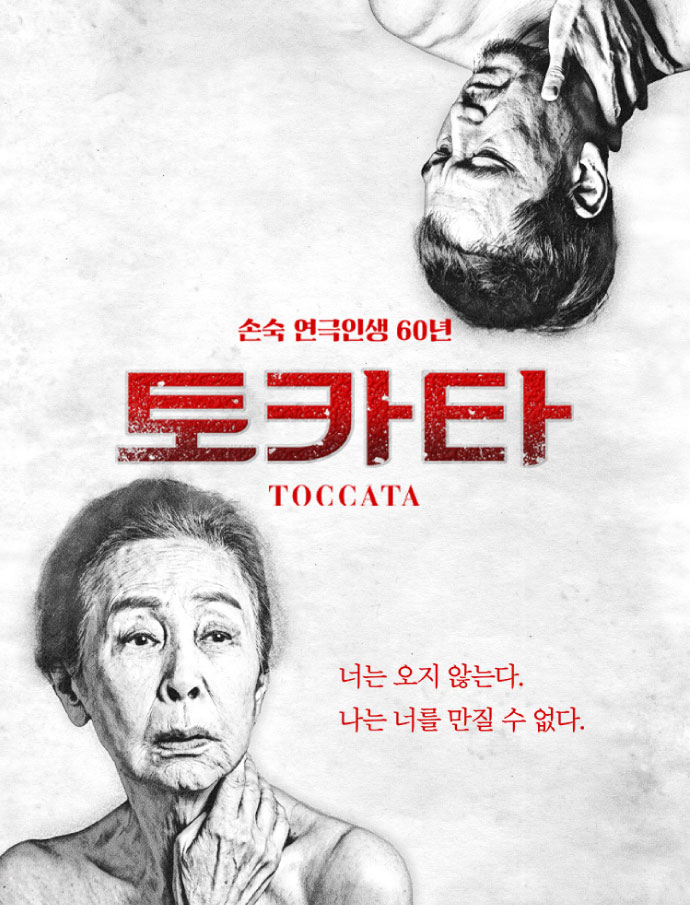 손숙 연극인생 60년
토카타
TOCCATA
너는 오지 않는다.
나는 너를 만질 수 없다.